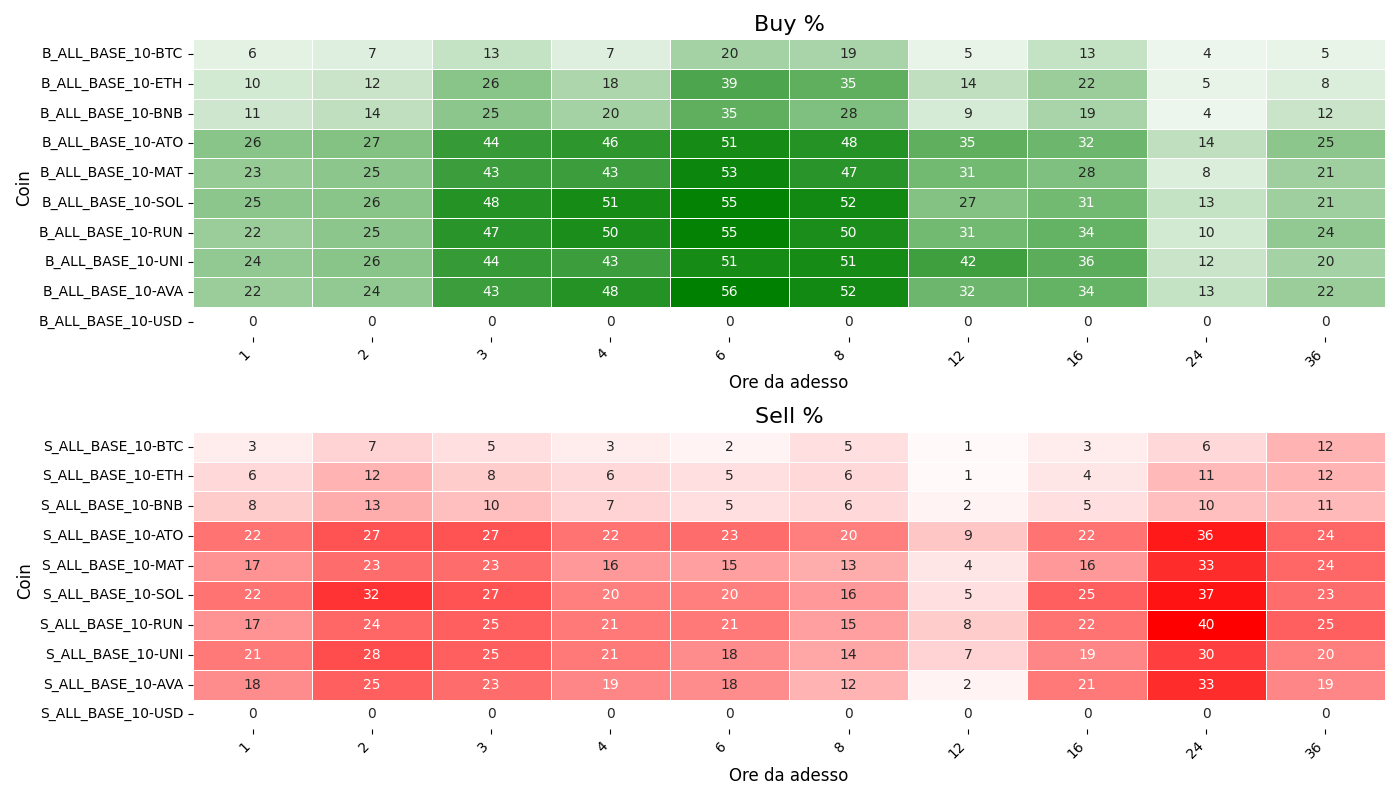 Buy %
Coin
B_ALL_BASE_10-BTC 6 7 13 7 20 19 5 13 4 5
B_ALL_BASE_10-ETH 10 12 26 18 39 35 14 22 5 8
B_ALL_BASE_10-BNB 11 14 25 20 35 28 9 19 4 12
B_ALL_BASE_10-ATO 26 27 44 46 51 48 35 32 14 25
B_ALL_BASE_10-MAT 23 25 43 43 53 47 31 28 8 21
B_ALL_BASE_10-SOL 25 26 48 51 55 52 27 31 13 21
B_ALL_BASE_10-RUN 22 25 47 50 55 50 31 34 10 24
B_ALL_BASE_10-UNI 24 26 44 43 51 51 42 36 12 20
B_ALL_BASE_10-AVA 22 24 43 48 56 52 32 34 13 22
B_ALL_BASE_10-USD 0 0 0 0 0 0 0 0 0 0
1 2 3 4 6 8 12 16 24 36
Ore da adesso
Sell %
Coin
S_ALL_BASE_10-BTC 3 7 5 3 2 5 1 3 6 12
S_ALL_BASE_10-ETH 6 12 8 6 5 6 1 4 11 12
S_ALL_BASE_10-BNB 8 13 10 7 5 6 2 5 10 11
S_ALL_BASE_10-ATO 22 27 27 22 23 20 9 22 36 24
S_ALL_BASE_10-MAT 17 23 23 16 15 13 4 16 33 24
S_ALL_BASE_10-SOL 22 32 27 20 20 16 5 25 37 23
S_ALL_BASE_10-RUN 17 24 25 21 21 15 8 22 40 25
S_ALL_BASE_10-UNI 21 28 25 21 18 14 7 19 30 20
S_ALL_BASE_10-AVA 18 25 23 19 18 12 2 21 33 19
S_ALL_BASE_10-USD 0 0 0 0 0 0 0 0 0 0
1 2 3 4 6 8 12 16 24 36
Ore da adesso